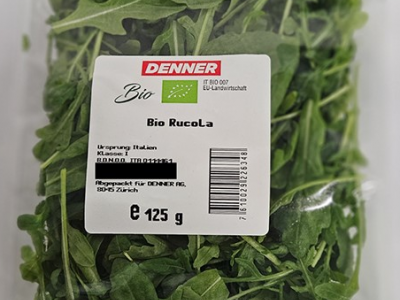 DENNER
Bio
IT BIO 007
EU-Landwirtschaft
Bio RucoLa
Ursprung: Italien
Klasse: I
Abgepackt für DENNER AG,
8045 Zürich
e 125 g
7610029226348